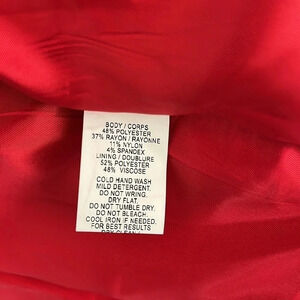 BODY / CORPS
48% POLYESTER
37% RAYON / RAYONNE
11% NYLON
4% SPANDEX
LINING / DOUBLURE
52% POLYESTER
48% VISCOSE
COLD HAND WASH
MILD DETERGENT.
DO NOT WRING.
DRY FLAT.
DO NOT TUMBLE DRY.
DO NOT BLEACH.
COOL IRON IF NEEDED.
FOR BEST RESULTS
DRY CLEAN